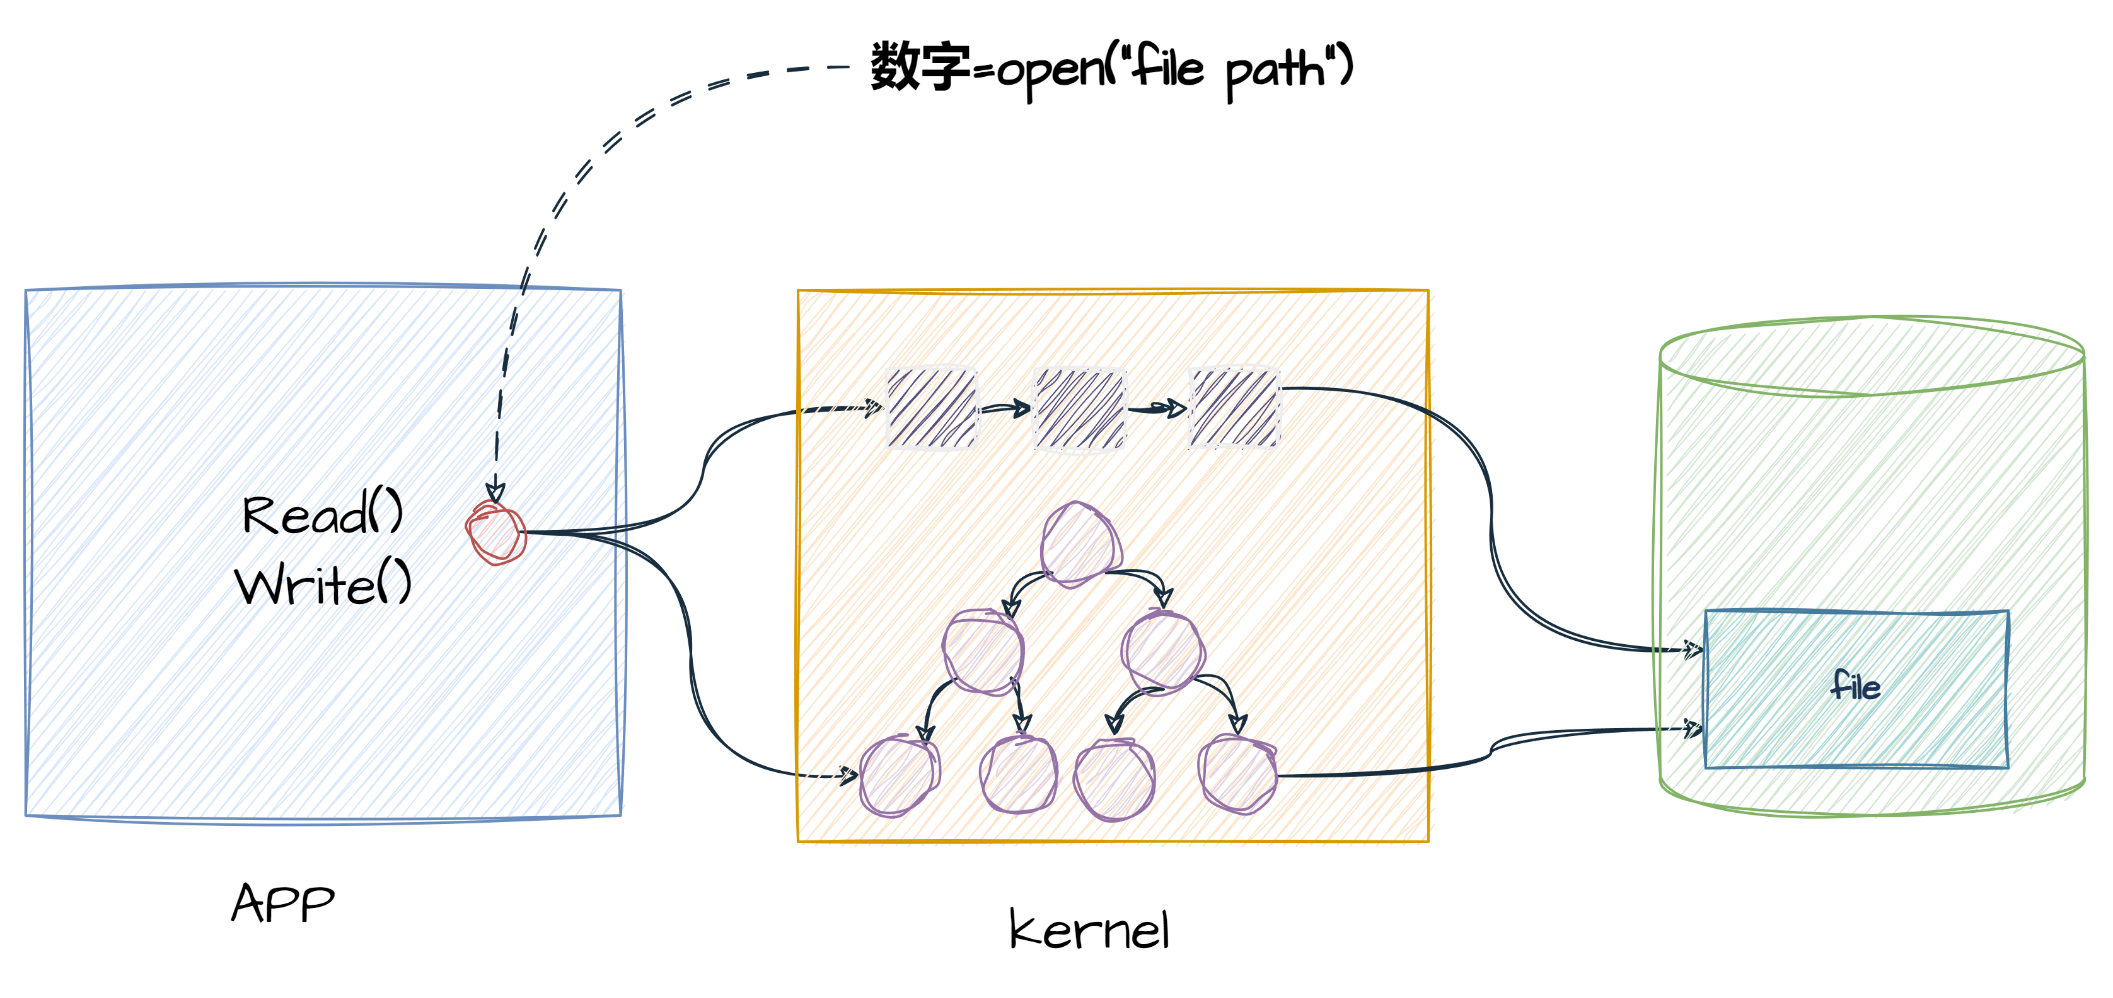 数字=open("file path")
Read()
Write()
file
APP
kernel